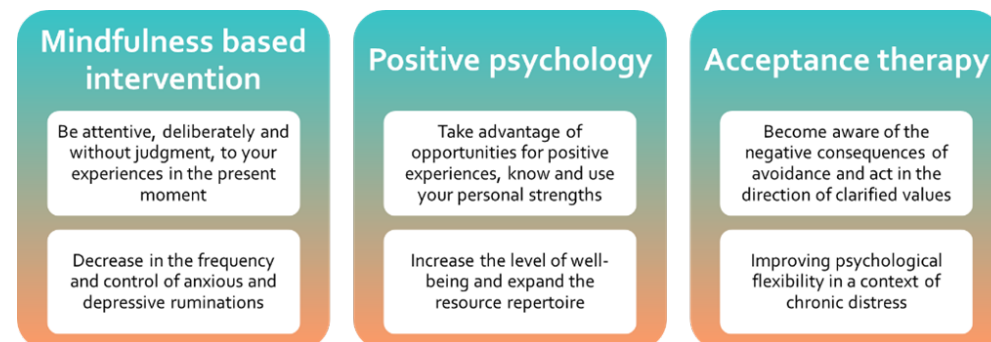 Mindfulness based
intervention
Be attentive, deliberately and
without judgment, to your
experiences in the present
moment
Decrease in the frequency
and control of anxious and
depressive ruminations
Positive psychology
Take advantage of
opportunities for positive
experiences, know and use
your personal strengths
Increase the level of well-
being and expand the
resource repertoire
Acceptance therapy
Become aware of the
negative consequences of
avoidance and act in the
direction of clarified values
Improving psychological
flexibility in a context of
chronic distress